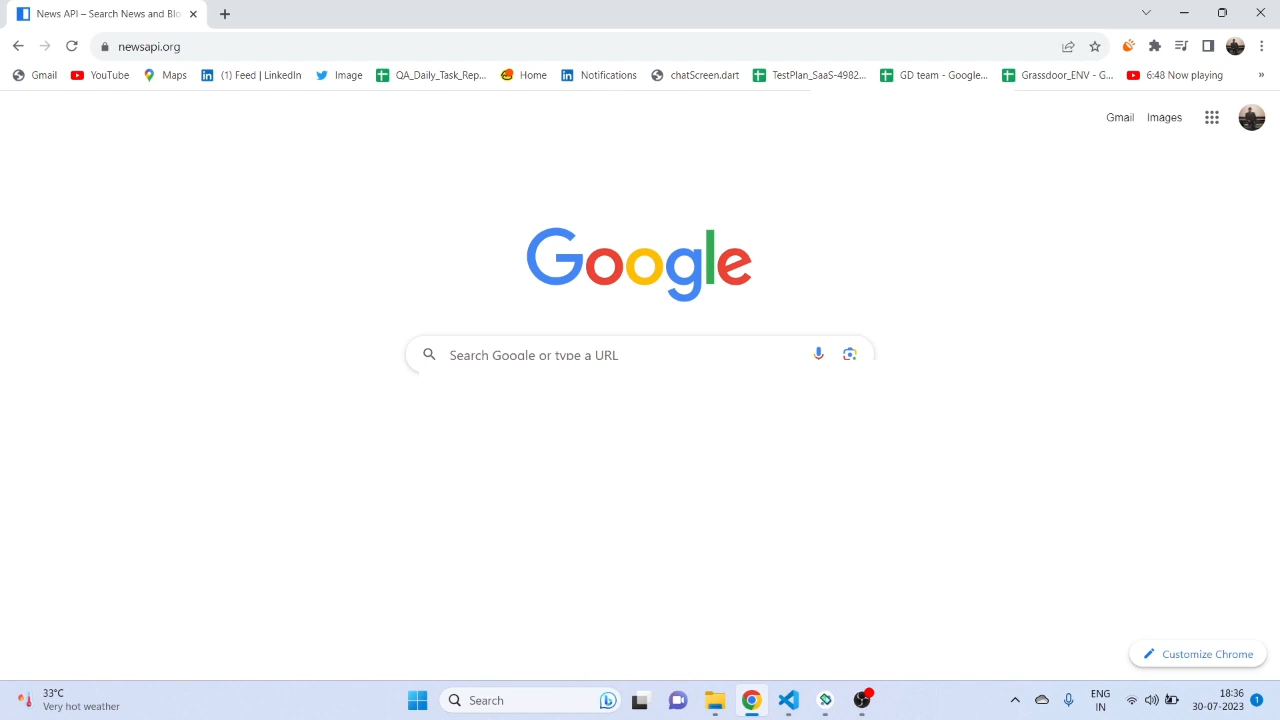 News API – Search News and Blo
newsapi.org
Gmail YouTube Maps (1) Feed | LinkedIn Image QA_Daily_Task_Rep... Home Notifications chatScreen.dart TestPlan_SaaS-4982... GD team - Google... Grassdoor_ENV - G... 6:48 Now playing »
Gmail Images
Google
Search Google or type a URL
Customize Chrome
33°C
Very hot weather
Search
ENG
IN
18:36
30-07-2023
1